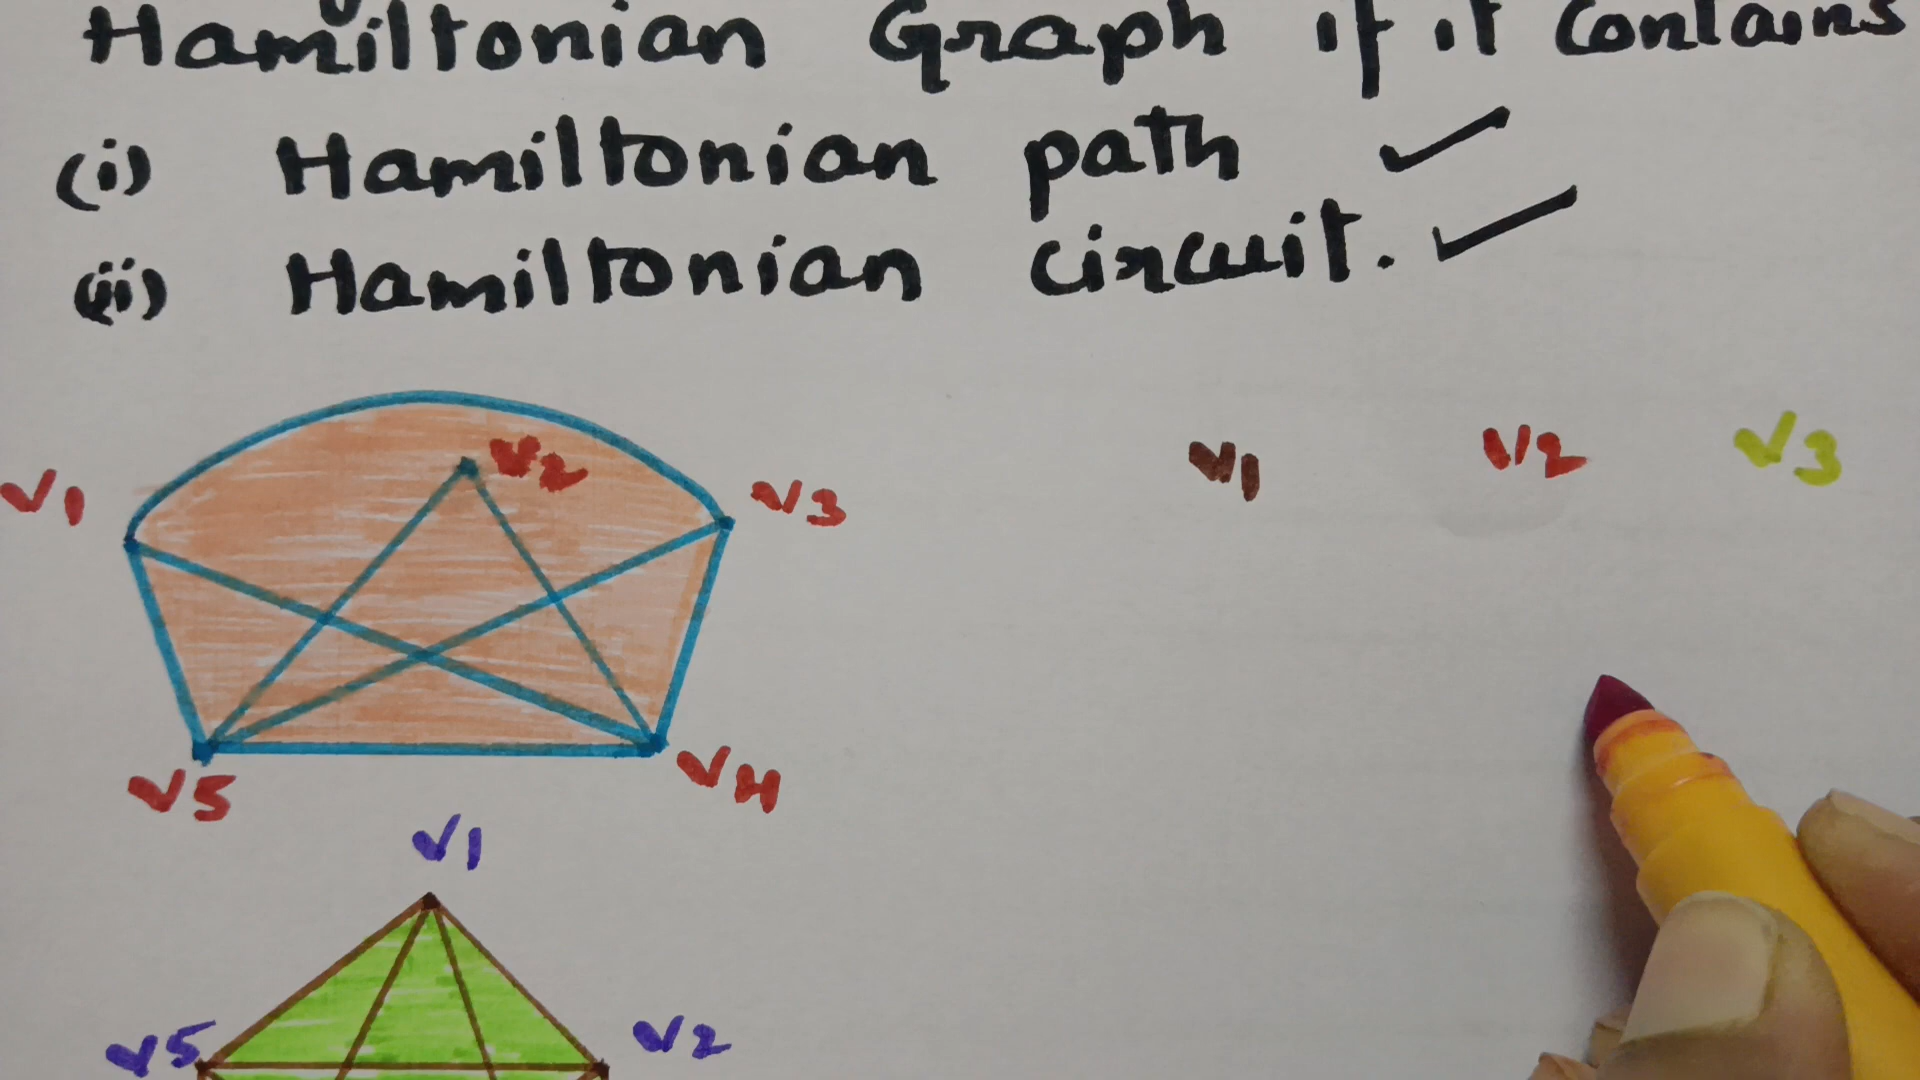 Hamiltonian Graph if it Contains
(i) Hamiltonian path
(ii) Hamiltonian circuit.
V1 V2 V3
V1 V2 V3
V5 V4
V1
V5 V2